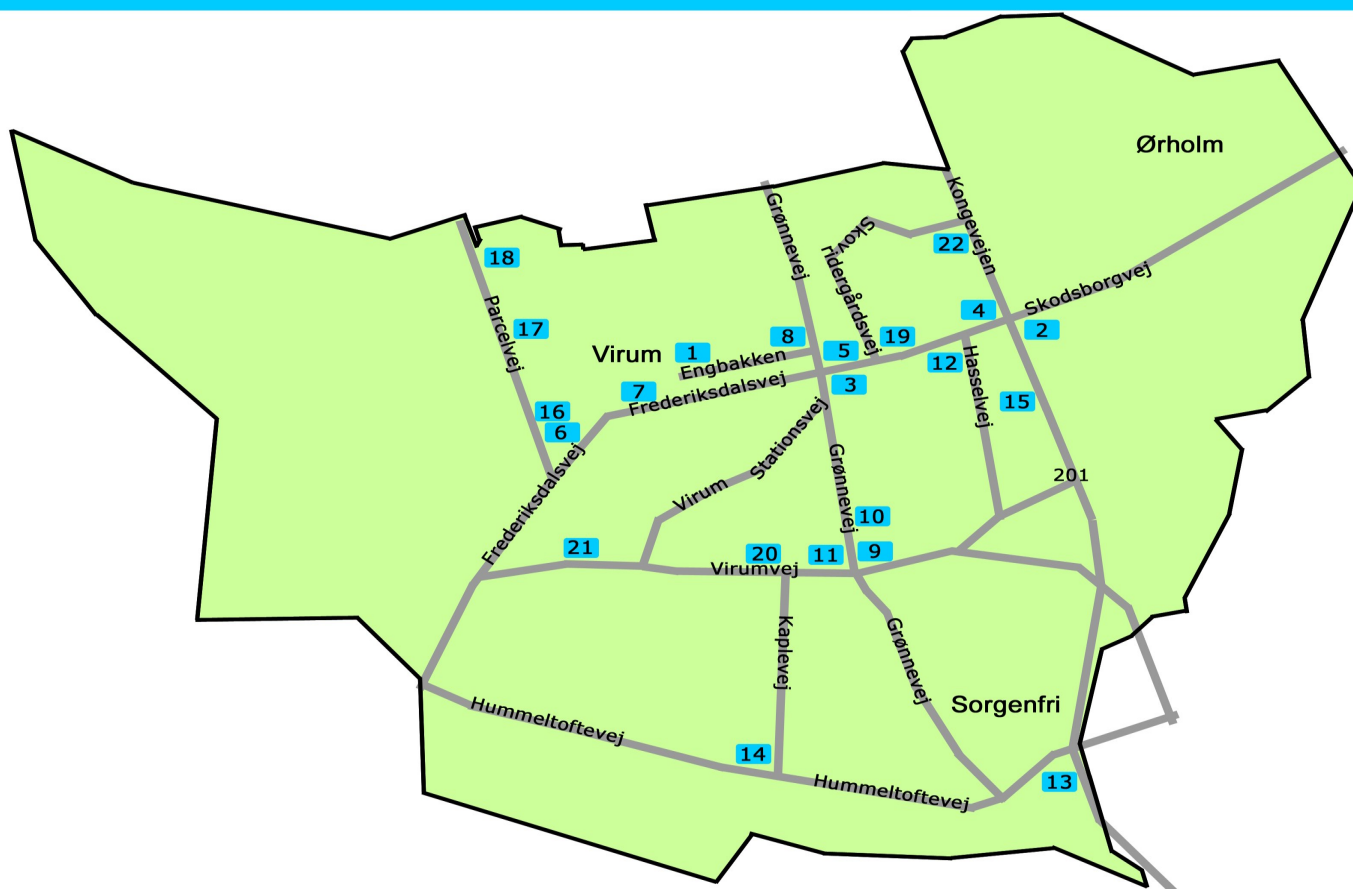 Ørholm
Kongevejen
Grønnevej
Skov
ridergårdsvej
22
18
Parcelvej
17
Skodsborgvej
4
2
8
5
19
1
Virum
Engbakken
3
12
Hasselvej
7
Frederiksdalsvej
15
16
6
Stationsvej
Virum
Grønnevej
201
Frederiksdalsvej
10
21
20
11
9
Virumvej
Kaplevej
Grønnevej
Sorgenfri
Hummeltoftevej
14
Hummeltoftevej
13